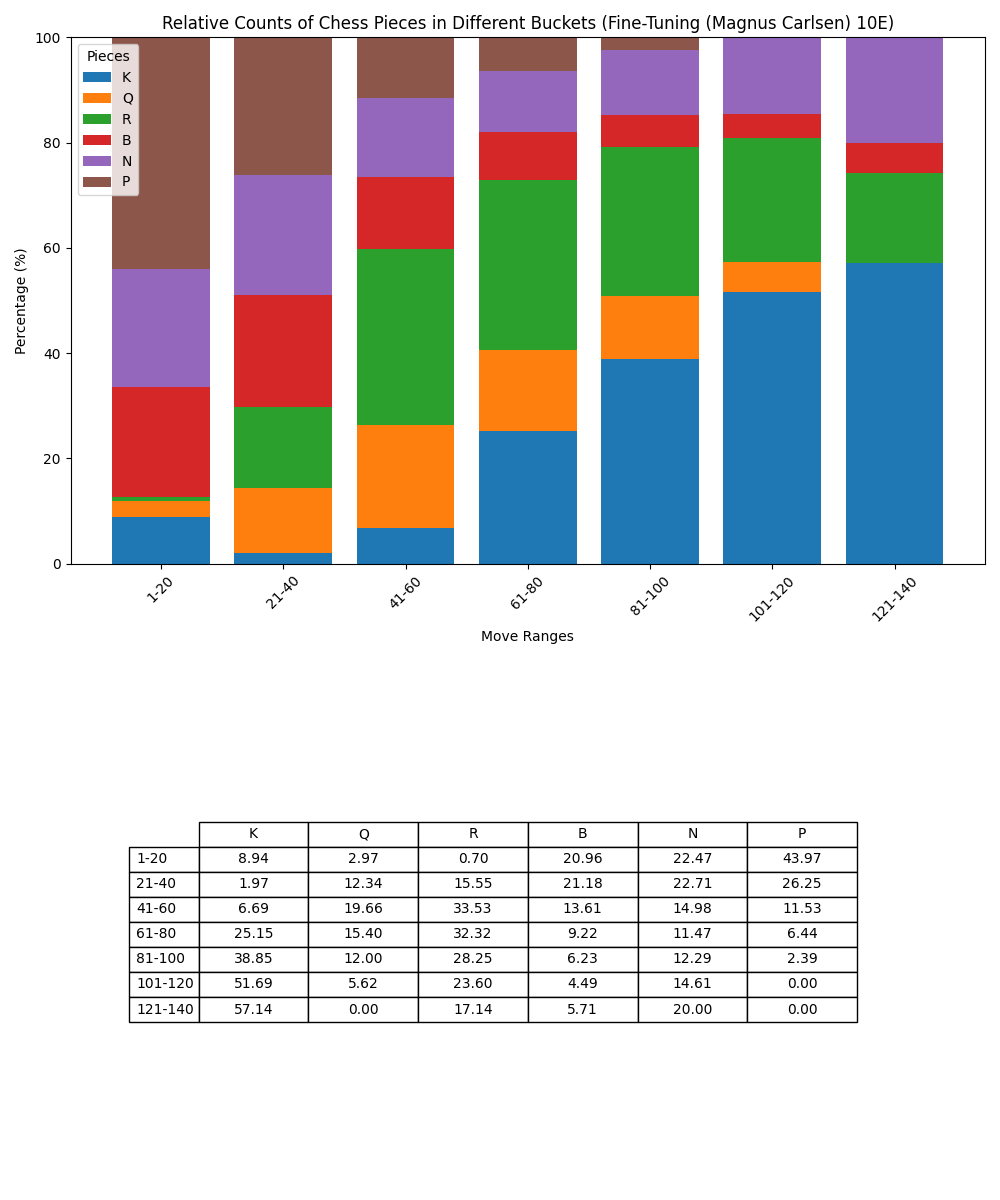 Relative Counts of Chess Pieces in Different Buckets (Fine-Tuning (Magnus Carlsen) 10E)
Pieces
K
Q
R
B
N
P
Percentage (%)
100
80
60
40
20
0
1-20 21-40 41-60 61-80 81-100 101-120 121-140
Move Ranges
K Q R B N P
1-20 8.94 2.97 0.70 20.96 22.47 43.97
21-40 1.97 12.34 15.55 21.18 22.71 26.25
41-60 6.69 19.66 33.53 13.61 14.98 11.53
61-80 25.15 15.40 32.32 9.22 11.47 6.44
81-100 38.85 12.00 28.25 6.23 12.29 2.39
101-120 51.69 5.62 23.60 4.49 14.61 0.00
121-140 57.14 0.00 17.14 5.71 20.00 0.00